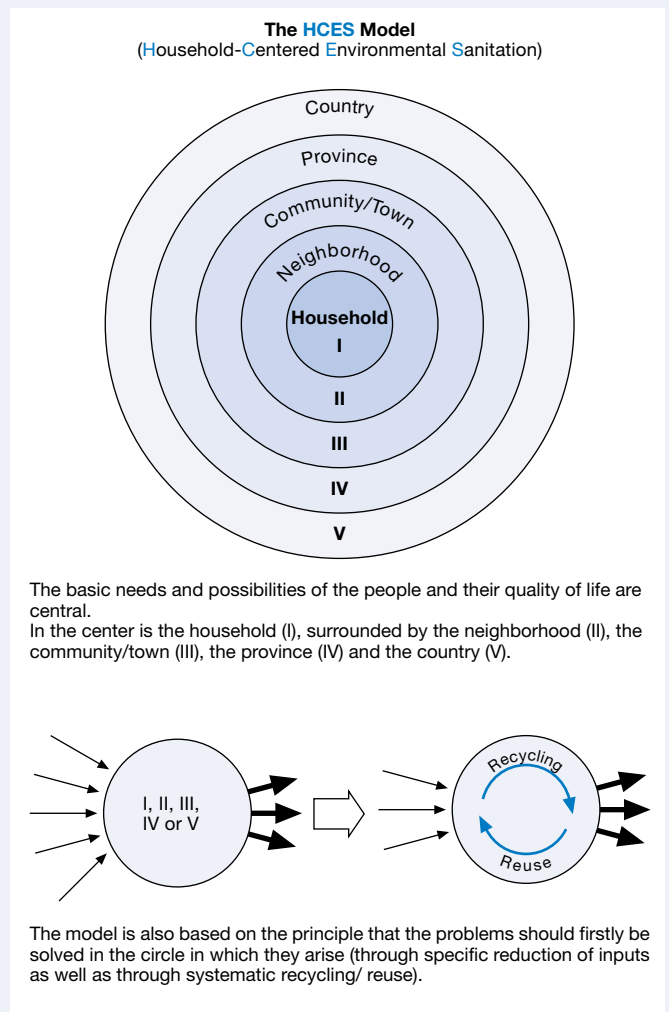 The HCES Model
(Household-Centered Environmental Sanitation)
Country
Province
Community/Town
Neighborhood
Household
I
II
III
IV
V
The basic needs and possibilities of the people and their quality of life are
central.
In the center is the household (I), surrounded by the neighborhood (II), the
community/town (III), the province (IV) and the country (V).
I, II, III,
IV or V
Recycling
Reuse
The model is also based on the principle that the problems should firstly be
solved in the circle in which they arise (through specific reduction of inputs
as well as through systematic recycling/ reuse).